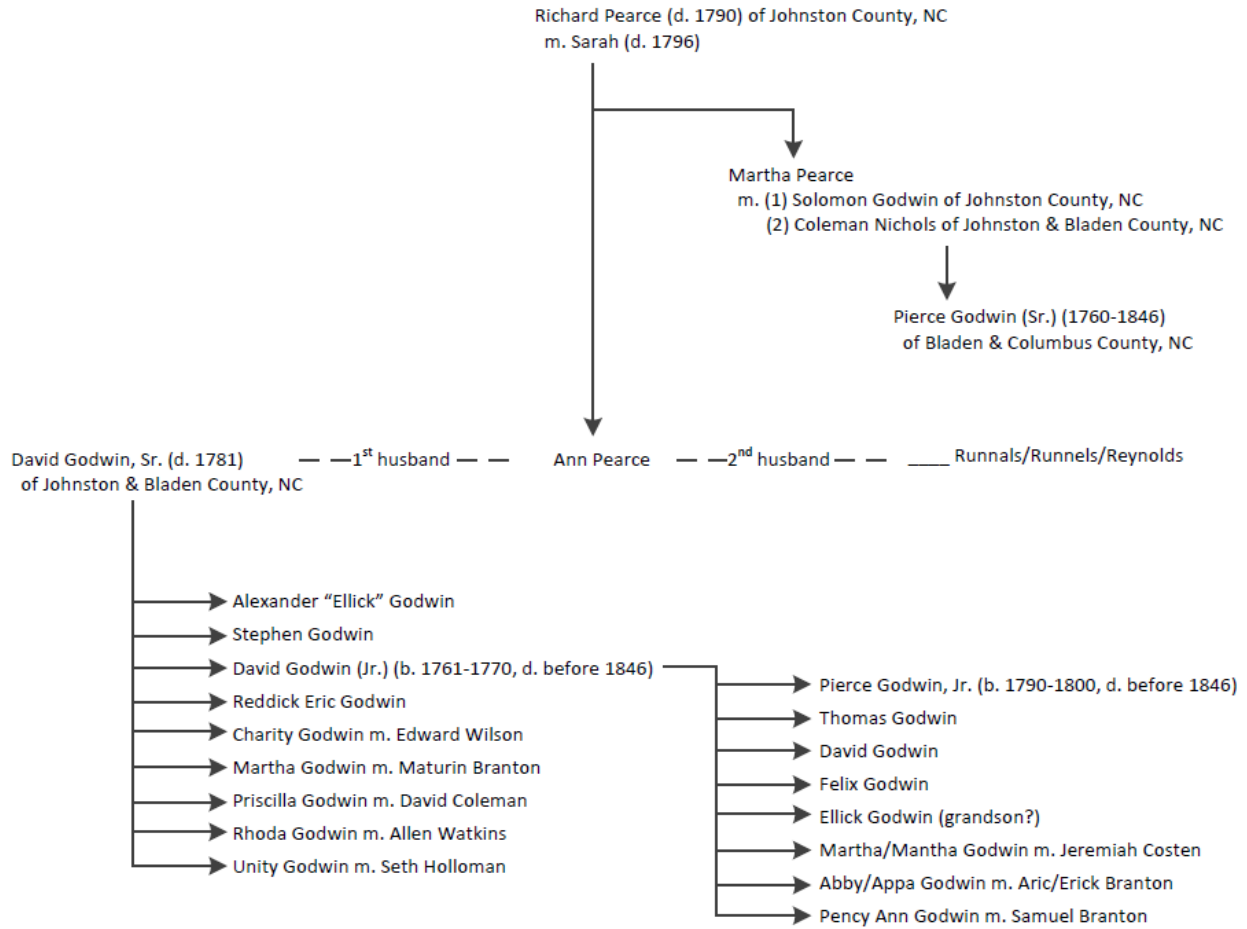 Richard Pearce (d. 1790) of Johnston County, NC
m. Sarah (d. 1796)
Martha Pearce
m. (1) Solomon Godwin of Johnston County, NC
(2) Coleman Nichols of Johnston & Bladen County, NC
Pierce Godwin (Sr.) (1760-1846)
of Bladen & Columbus County, NC
David Godwin, Sr. (d. 1781)
of Johnston & Bladen County, NC
1st husband
Ann Pearce
2nd husband
____ Runnals/Runnels/Reynolds
Alexander “Ellick” Godwin
Stephen Godwin
David Godwin (Jr.) (b. 1761-1770, d. before 1846)
Reddick Eric Godwin
Charity Godwin m. Edward Wilson
Martha Godwin m. Maturin Branton
Priscilla Godwin m. David Coleman
Rhoda Godwin m. Allen Watkins
Unity Godwin m. Seth Holloman
Pierce Godwin, Jr. (b. 1790-1800, d. before 1846)
Thomas Godwin
David Godwin
Felix Godwin
Ellick Godwin (grandson?)
Martha/Mantha Godwin m. Jeremiah Costen
Abby/Appa Godwin m. Aric/Erick Branton
Pency Ann Godwin m. Samuel Branton